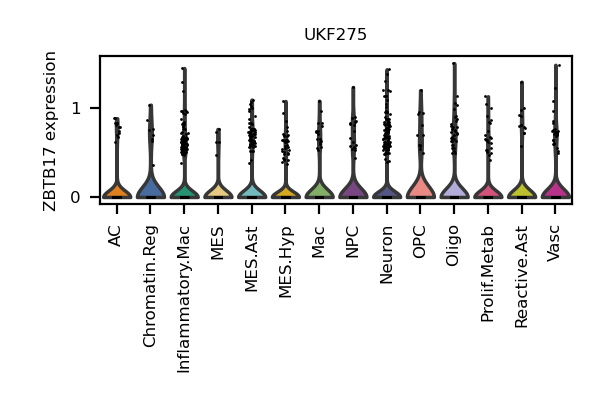 UKF275
ZBTB17 expression
1
0
AC
Chromatin.Reg
Inflammatory.Mac
MES
MES.Ast
MES.Hyp
Mac
NPC
Neuron
OPC
Oligo
Prolif.Metab
Reactive.Ast
Vasc